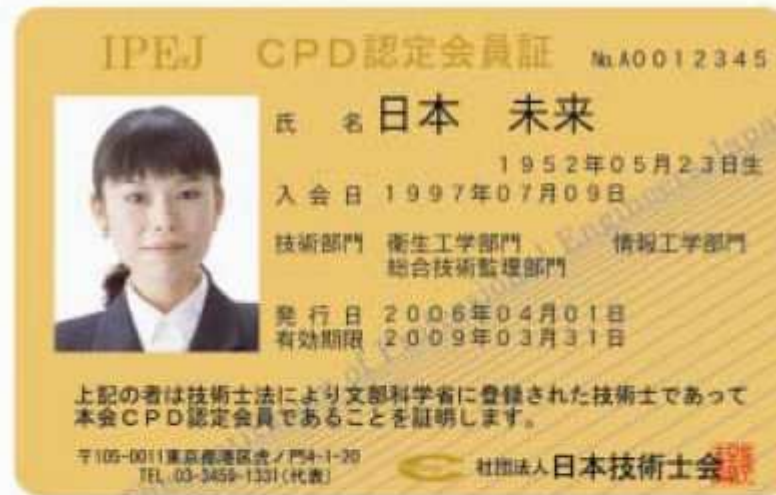 IPEJ CPD認定会員証 No.A0012345
氏 名 日本 未来
1952年05月23日生
入会日 1997年07月09日
技術部門 衛生工学部門 情報工学部門
総合技術監理部門
発行日 2006年04月01日
有効期限 2009年03月31日
上記の者は技術士法により文部科学省に登録された技術士であって
本会CPD認定会員であることを証明します。
〒105-0011東京都港区虎ノ門4-1-20
TEL 03-3459-1331(代表)
社団法人 日本技術士会